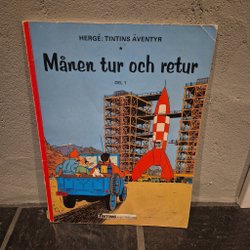 HERGÉ: TINTINS ÄVENTYR
Månen tur och retur
DEL 1